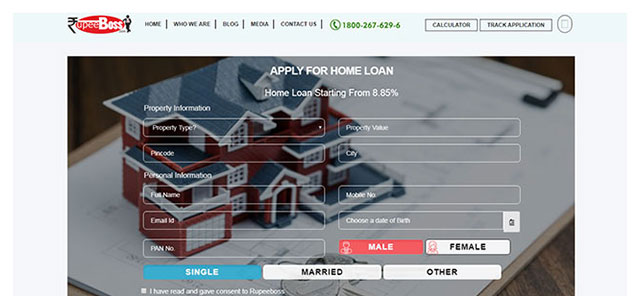 RupeeBoss
HOME | WHO WE ARE | BLOG | MEDIA | CONTACT US | 1800-267-629-6 CALCULATOR TRACK APPLICATION
APPLY FOR HOME LOAN
Home Loan Starting From 8.85%
Property Information
Property Type? Property Value
Pincode City
Personal Information
Full Name Mobile No.
Email Id Choose a date of Birth
PAN No. MALE FEMALE
SINGLE MARRIED OTHER
I have read and gave consent to Rupeeboss